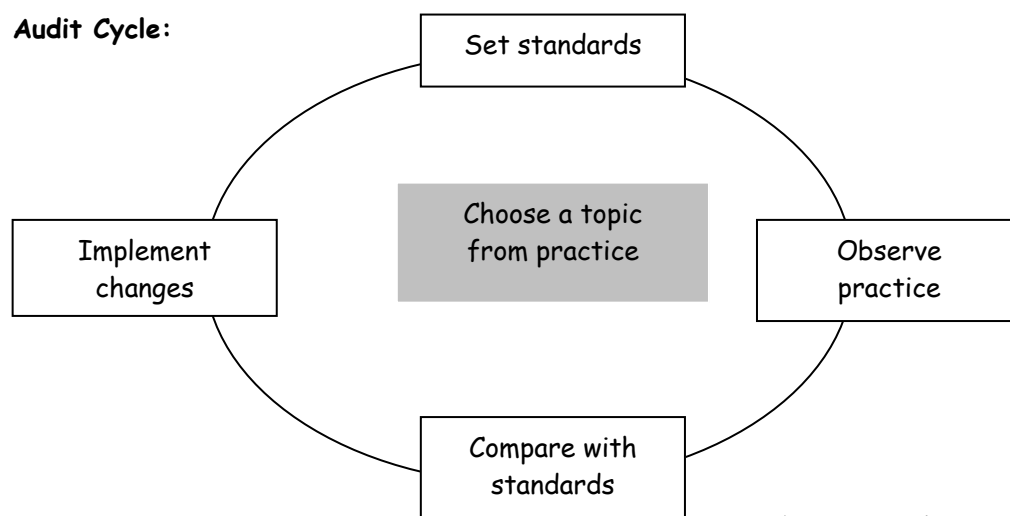 Audit Cycle:
Set standards
Choose a topic
from practice
Implement
changes
Observe
practice
Compare with
standards